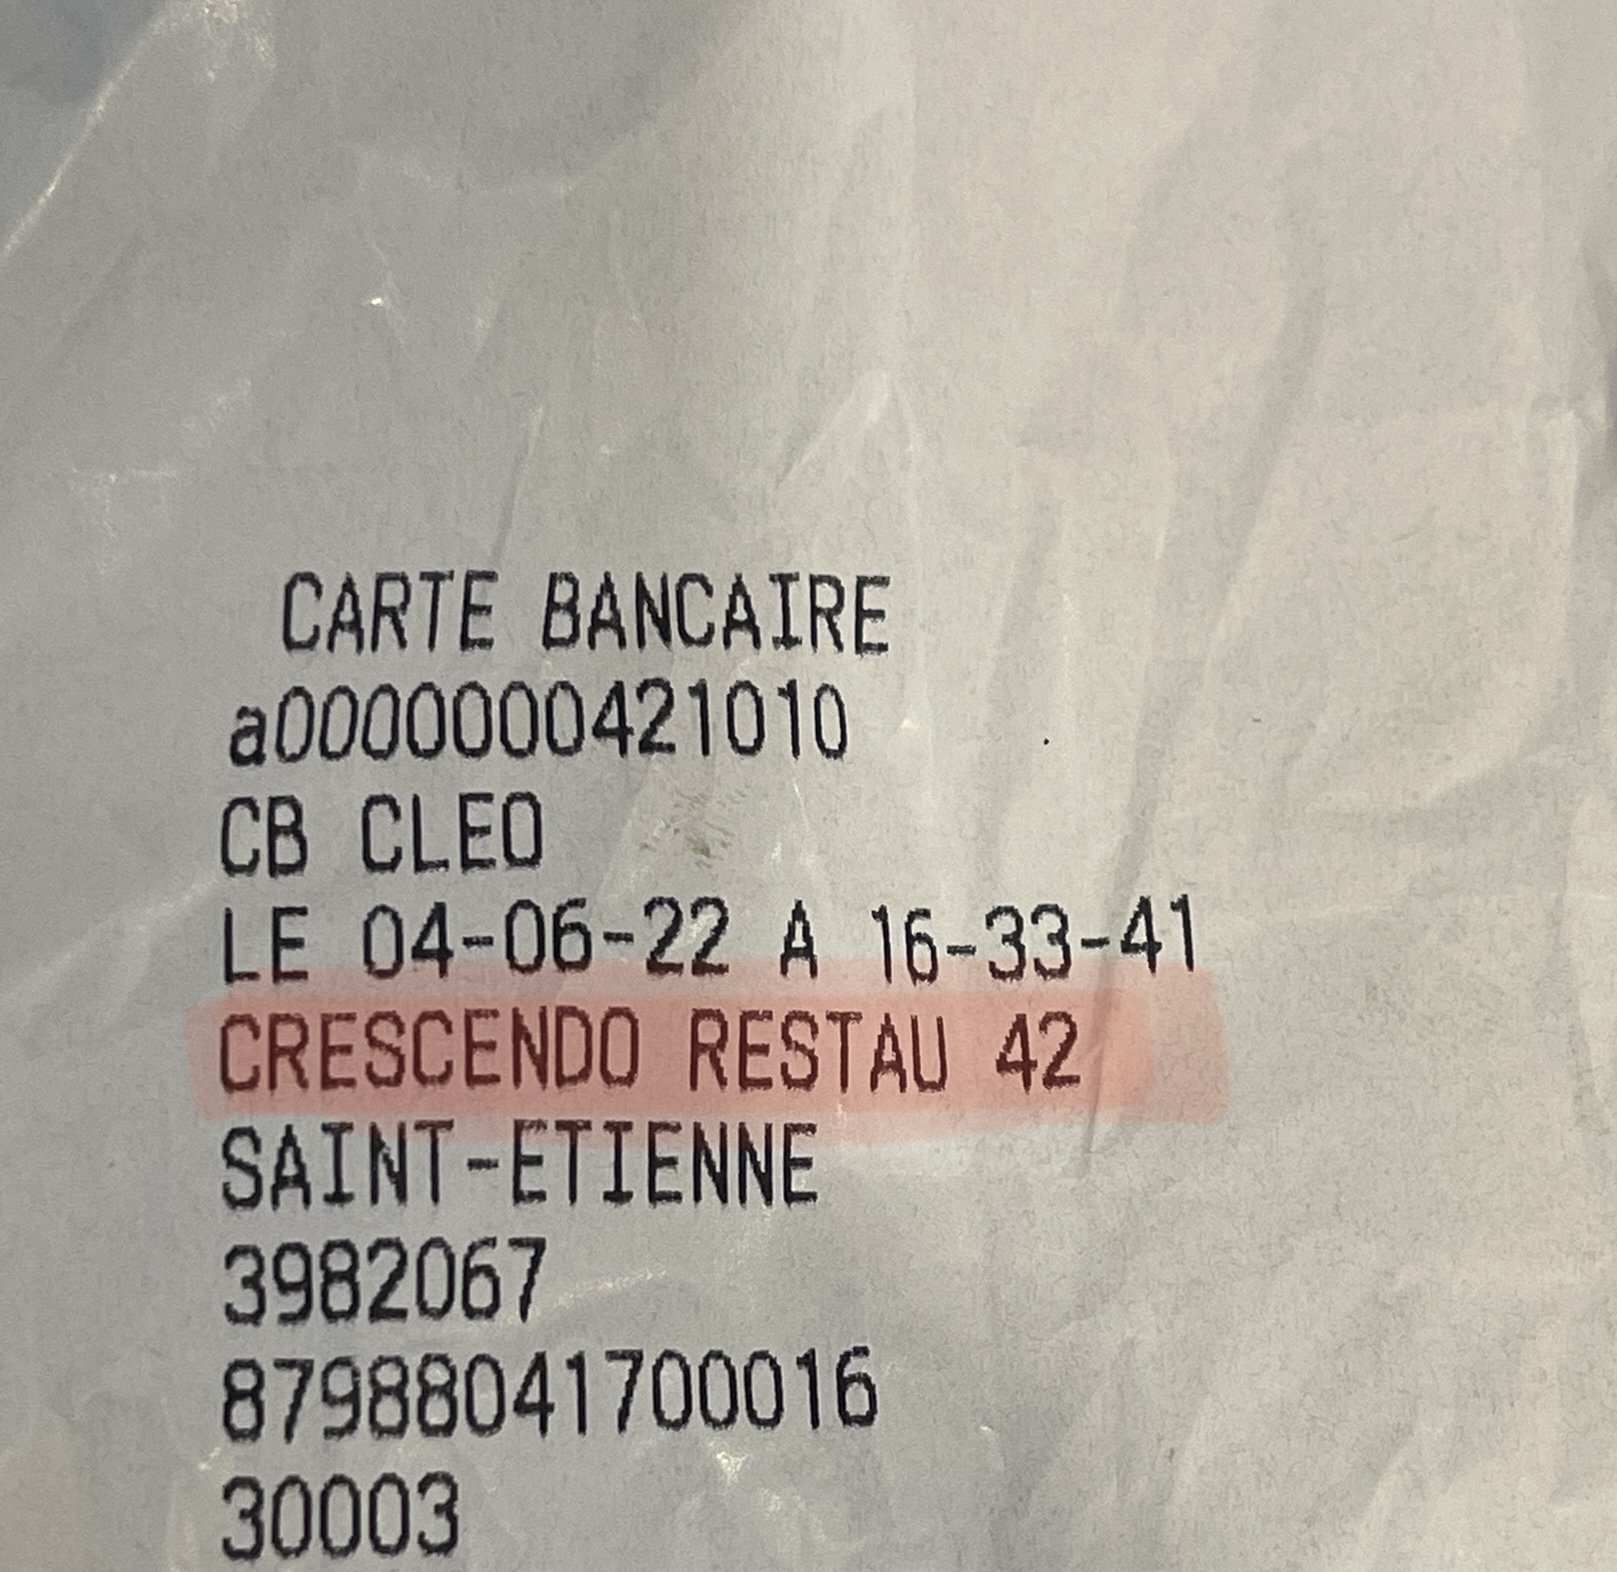 CARTE BANCAIRE
a0000000421010
CB CLEO
LE 04-06-22 A 16-33-41
CRESCENDO RESTAU 42
SAINT-ETIENNE
3982067
87988041700016
30003